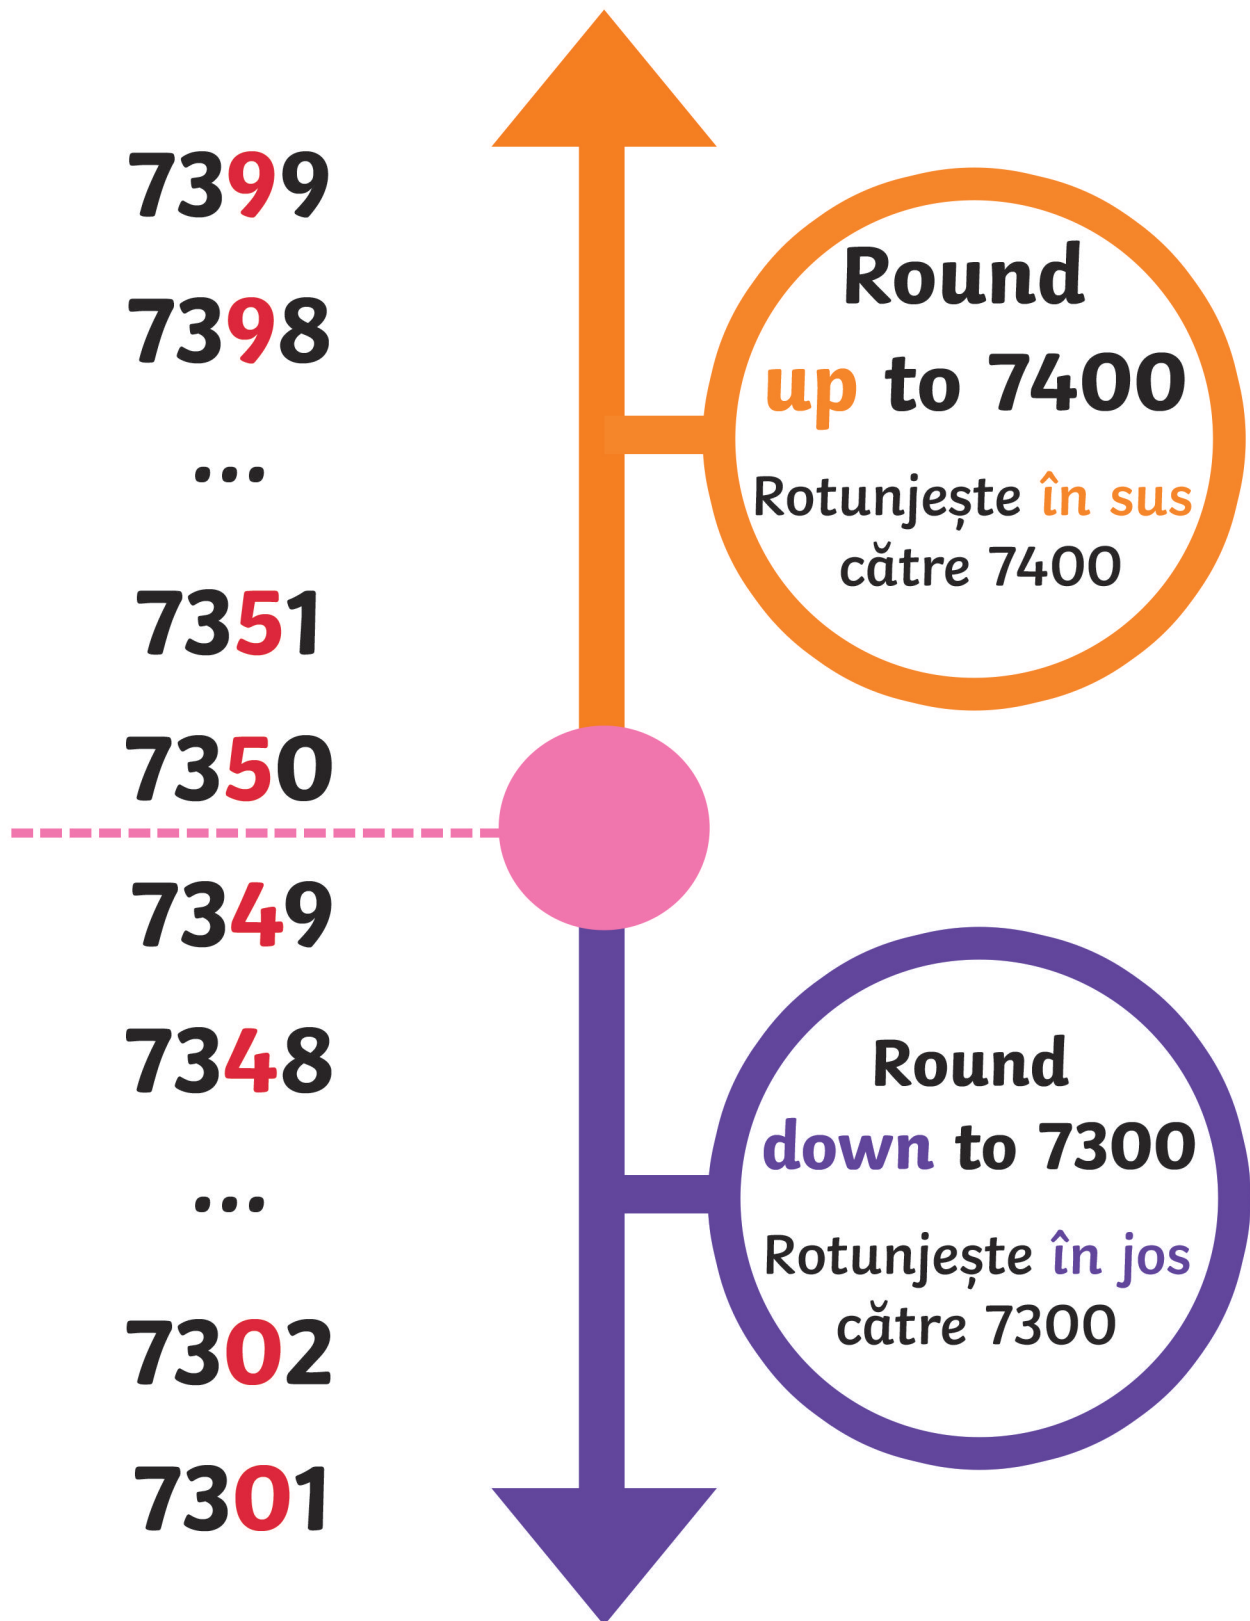 7399
7398
...
7351
7350
7349
7348
...
7302
7301
Round
up to 7400
Rotunjește în sus
către 7400
Round
down to 7300
Rotunjește în jos
către 7300